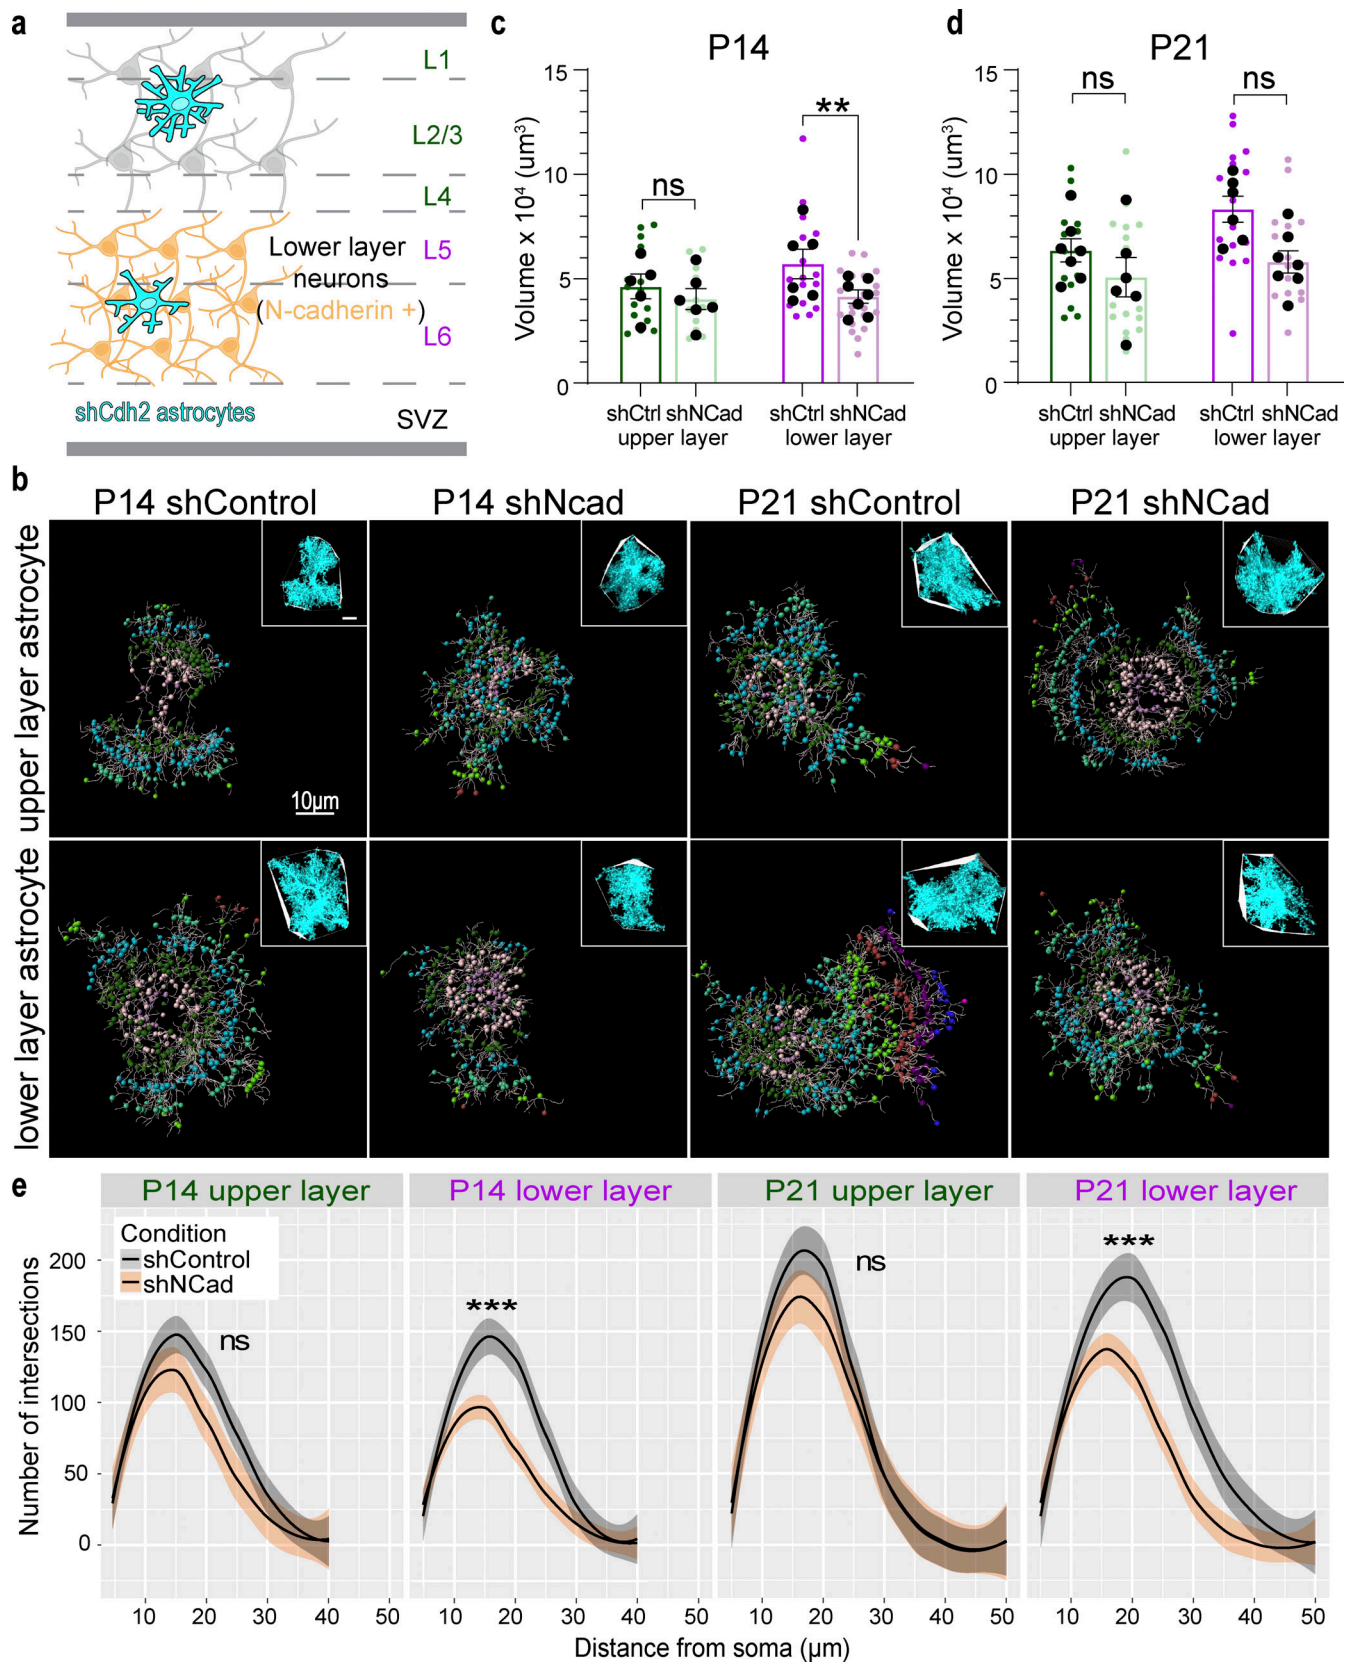 a
L1
L2/3
L4
L5
L6
Lower layer
neurons
(N-cadherin +)
shCdh2 astrocytes
SVZ
c
P14
Volume x 10⁴ (um³)
15
10
5
0
ns
**
shCtrl shNCad
upper layer
shCtrl shNCad
lower layer
d
P21
Volume x 10⁴ (um³)
15
10
5
0
ns
ns
shCtrl shNCad
upper layer
shCtrl shNCad
lower layer
b
P14 shControl
P14 shNcad
P21 shControl
P21 shNCad
upper layer astrocyte
10µm
lower layer astrocyte
e
P14 upper layer
P14 lower layer
P21 upper layer
P21 lower layer
Condition
shControl
shNCad
ns
***
ns
***
Number of intersections
200
150
100
50
0
10 20 30 40 50
10 20 30 40 50
10 20 30 40 50
10 20 30 40 50
Distance from soma (µm)